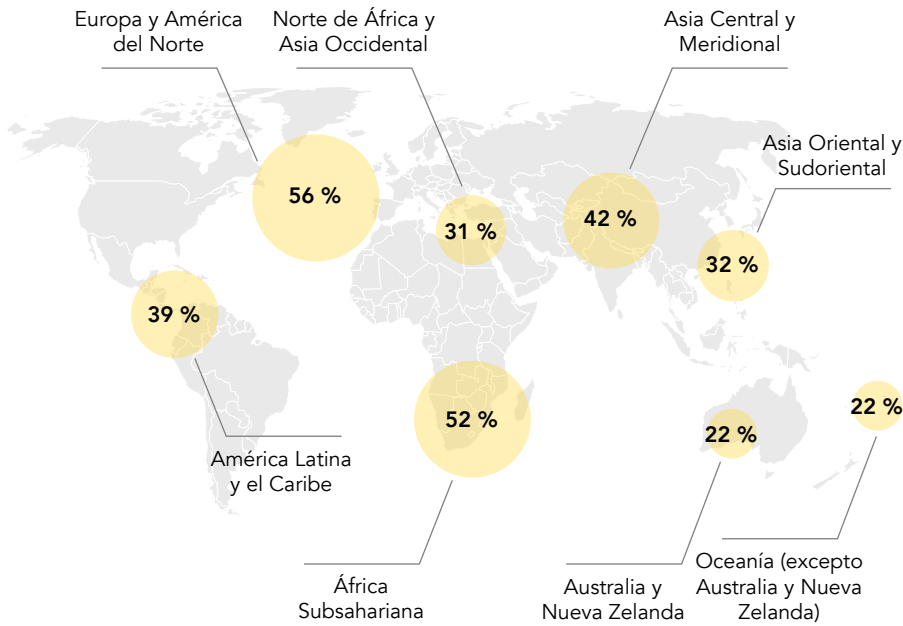 Europa y América
del Norte
Norte de África y
Asia Occidental
Asia Central y
Meridional
Asia Oriental y
Sudoriental
56 %
31 %
42 %
32 %
39 %
52 %
22 %
22 %
América Latina
y el Caribe
África
Subsahariana
Australia y
Nueva Zelanda
Oceanía (excepto
Australia y Nueva
Zelanda)